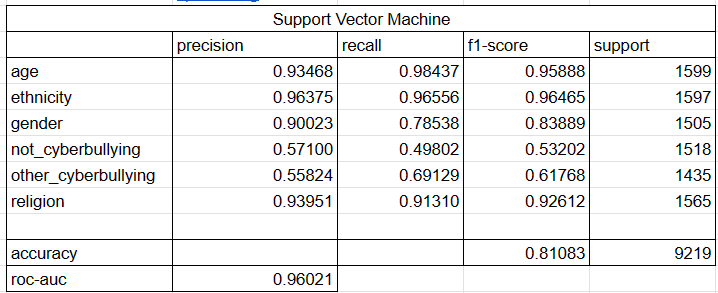 Support Vector Machine
precision recall f1-score support
age 0.93468 0.98437 0.95888 1599
ethnicity 0.96375 0.96556 0.96465 1597
gender 0.90023 0.78538 0.83889 1505
not_cyberbullying 0.57100 0.49802 0.53202 1518
other_cyberbullying 0.55824 0.69129 0.61768 1435
religion 0.93951 0.91310 0.92612 1565
accuracy 0.81083 9219
roc-auc 0.96021